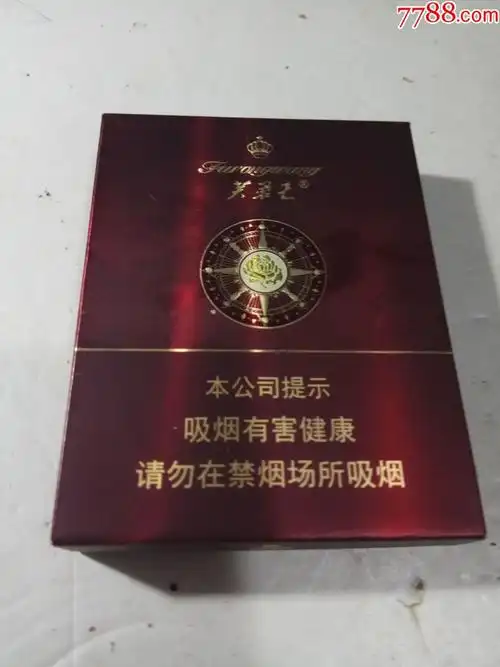 7788.com
Furongwang
芙蓉王®
本公司提示
吸烟有害健康
请勿在禁烟场所吸烟